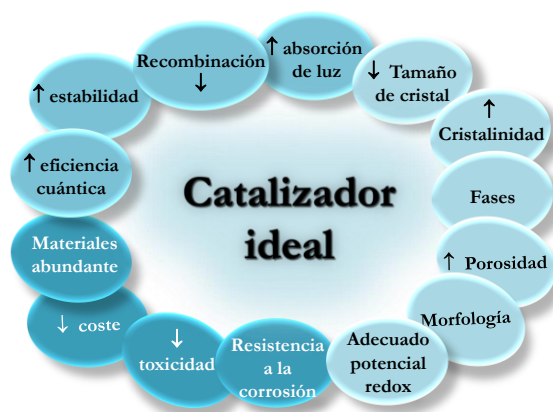 Catalizador
ideal
Recombinación
↓
↑ absorción
de luz
↓ Tamaño
de cristal
↑
Cristalinidad
Fases
↑ Porosidad
Morfología
Adecuado
potencial
redox
Resistencia
a la
corrosión
↓
toxicidad
↓ coste
Materiales
abundante
↑ eficiencia
cuántica
↑ estabilidad